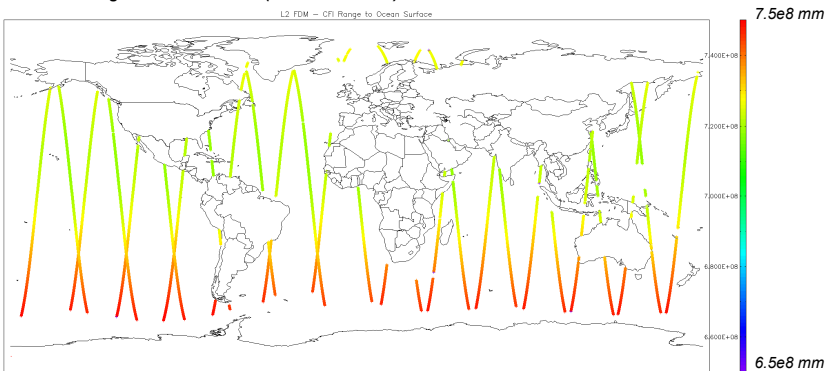 L2 FDM – CFI Range to Ocean Surface
7.5e8 mm
7.400E+08
7.200E+08
7.000E+08
6.800E+08
6.600E+08
6.5e8 mm